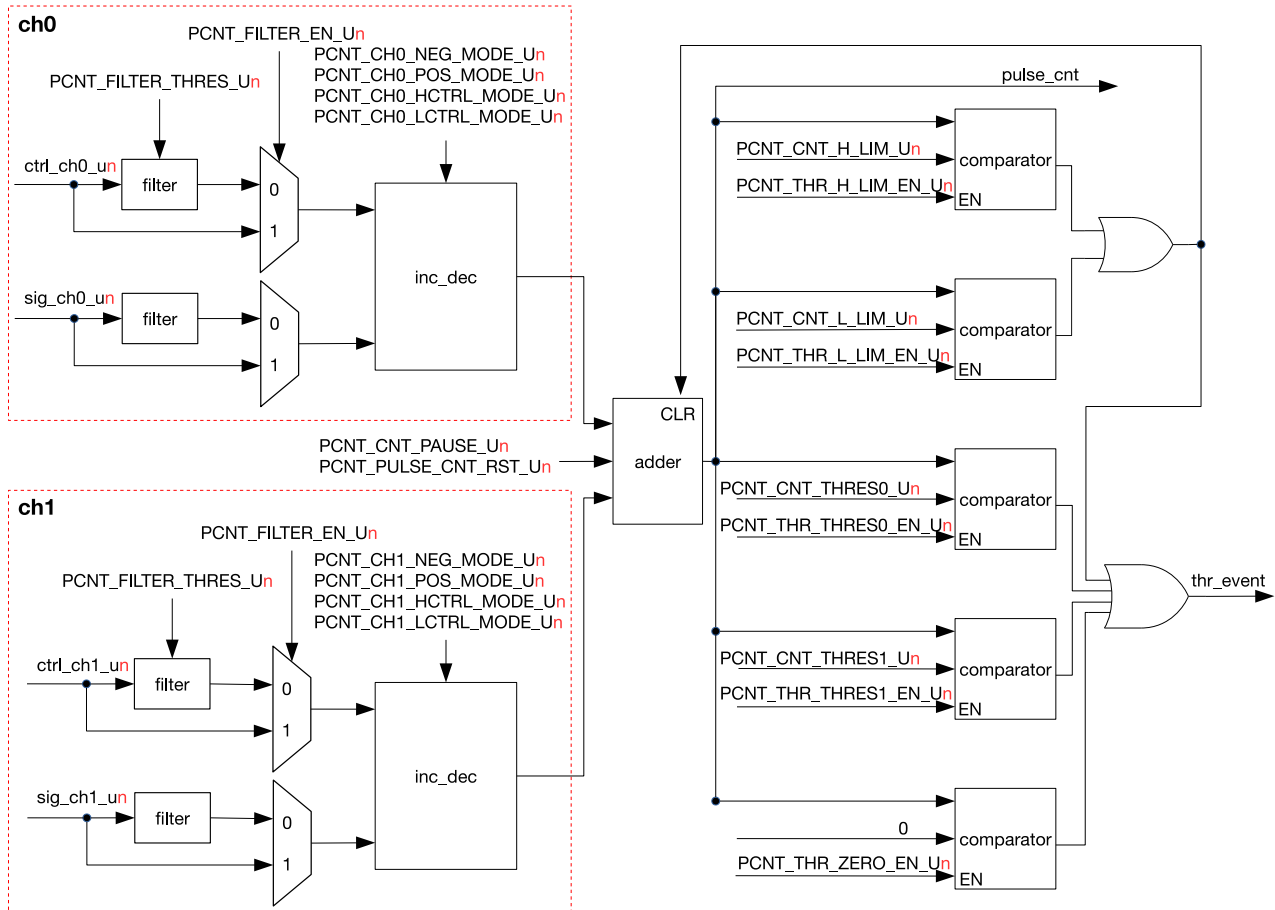 ch0
PCNT_FILTER_EN_Un
PCNT_CH0_NEG_MODE_Un
PCNT_CH0_POS_MODE_Un
PCNT_CH0_HCTRL_MODE_Un
PCNT_CH0_LCTRL_MODE_Un
PCNT_FILTER_THRES_Un
ctrl_ch0_un
filter
0
1
inc_dec
sig_ch0_un
filter
0
1
PCNT_CNT_PAUSE_Un
PCNT_PULSE_CNT_RST_Un
CLR
adder
ch1
PCNT_FILTER_EN_Un
PCNT_CH1_NEG_MODE_Un
PCNT_CH1_POS_MODE_Un
PCNT_CH1_HCTRL_MODE_Un
PCNT_CH1_LCTRL_MODE_Un
PCNT_FILTER_THRES_Un
ctrl_ch1_un
filter
0
1
inc_dec
sig_ch1_un
filter
0
1
pulse_cnt
PCNT_CNT_H_LIM_Un
comparator
PCNT_THR_H_LIM_EN_Un
EN
PCNT_CNT_L_LIM_Un
comparator
PCNT_THR_L_LIM_EN_Un
EN
PCNT_CNT_THRES0_Un
comparator
PCNT_THR_THRES0_EN_Un
EN
thr_event
PCNT_CNT_THRES1_Un
comparator
PCNT_THR_THRES1_EN_Un
EN
0
comparator
PCNT_THR_ZERO_EN_Un
EN